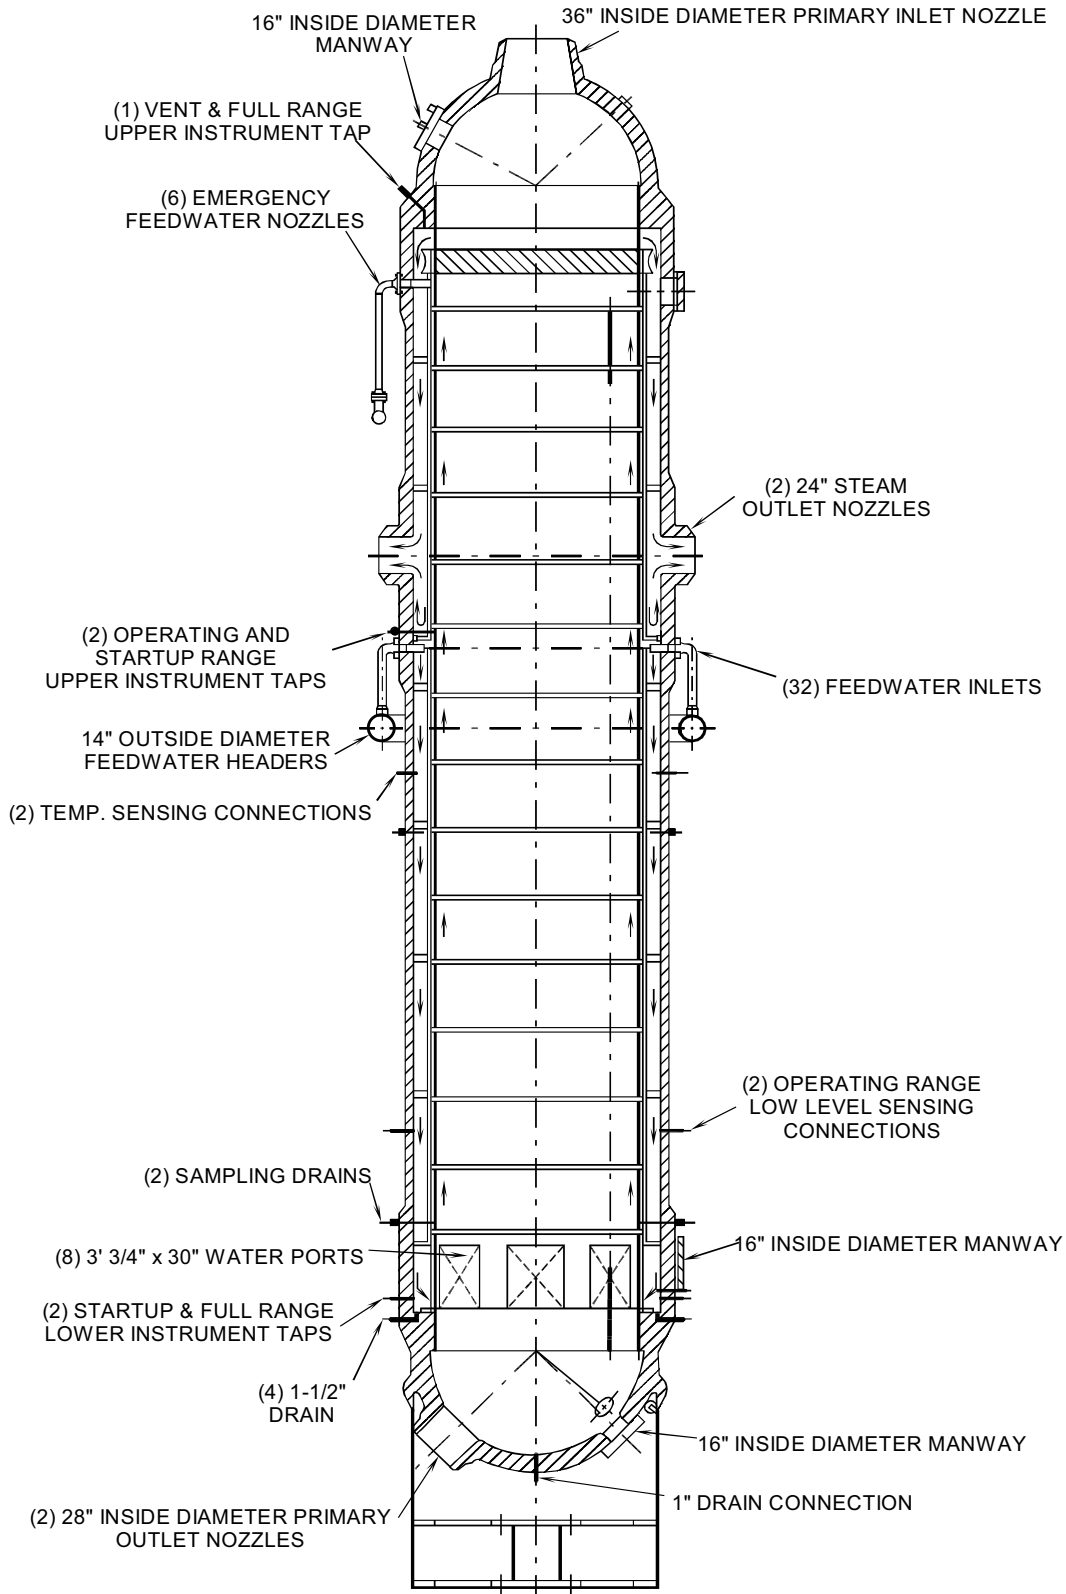 16" INSIDE DIAMETER
MANWAY
36" INSIDE DIAMETER PRIMARY INLET NOZZLE
(1) VENT & FULL RANGE
UPPER INSTRUMENT TAP
(6) EMERGENCY
FEEDWATER NOZZLES
(2) 24" STEAM
OUTLET NOZZLES
(2) OPERATING AND
STARTUP RANGE
UPPER INSTRUMENT TAPS
(32) FEEDWATER INLETS
14" OUTSIDE DIAMETER
FEEDWATER HEADERS
(2) TEMP. SENSING CONNECTIONS
(2) OPERATING RANGE
LOW LEVEL SENSING
CONNECTIONS
(2) SAMPLING DRAINS
(8) 3' 3/4" x 30" WATER PORTS
16" INSIDE DIAMETER MANWAY
(2) STARTUP & FULL RANGE
LOWER INSTRUMENT TAPS
(4) 1-1/2"
DRAIN
16" INSIDE DIAMETER MANWAY
1" DRAIN CONNECTION
(2) 28" INSIDE DIAMETER PRIMARY
OUTLET NOZZLES